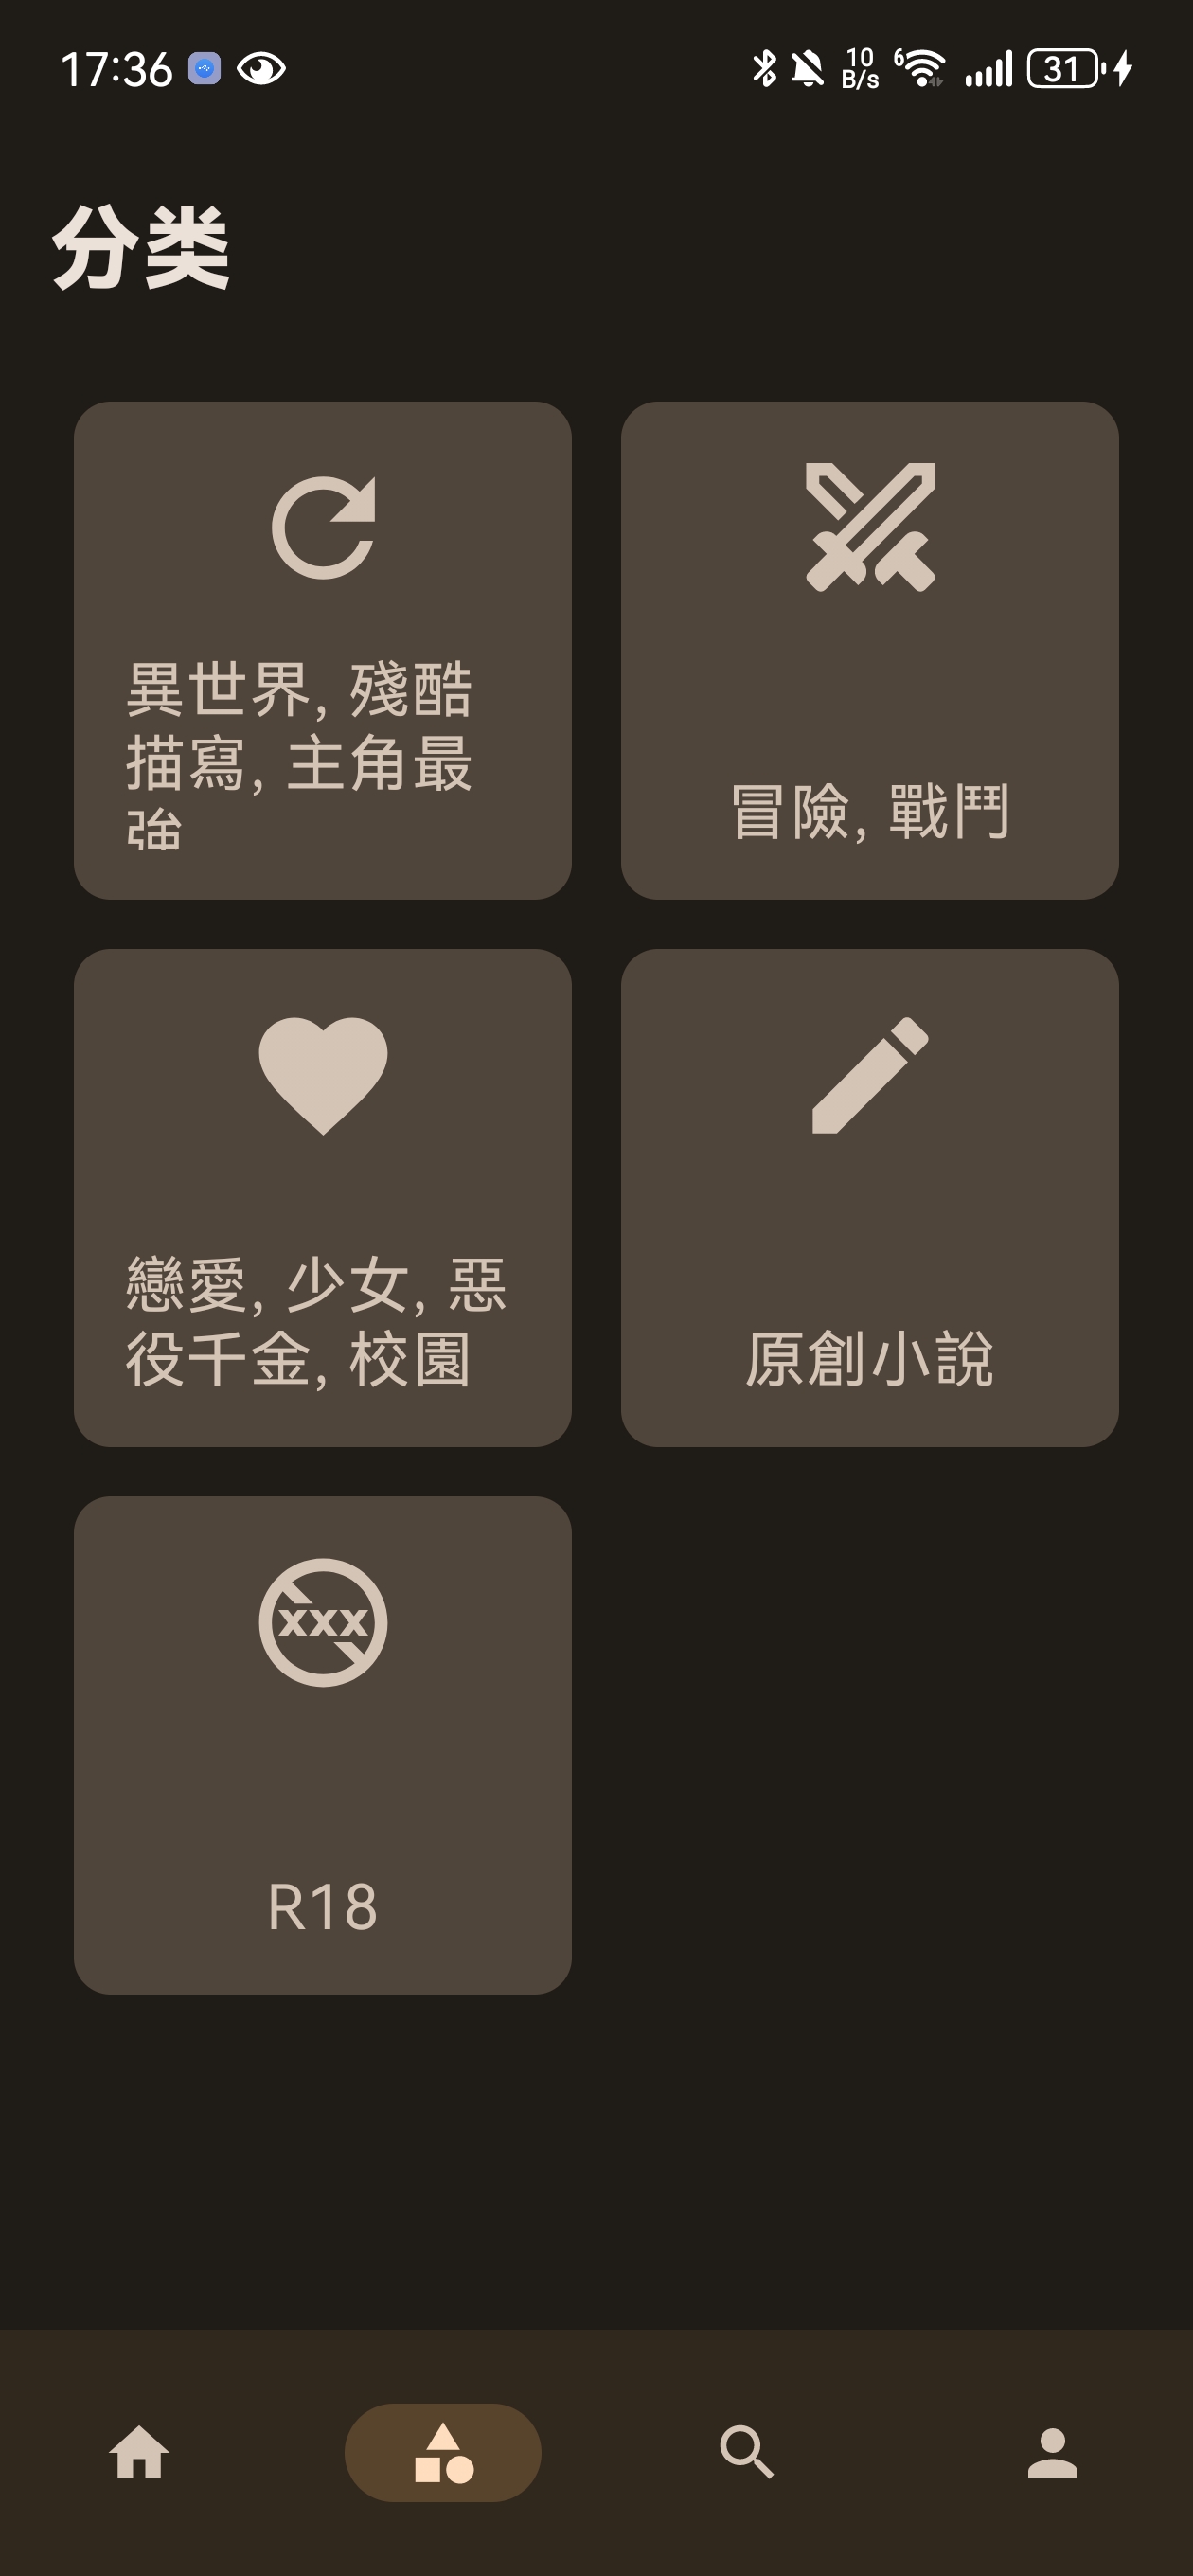 17:36
10
B/s
6
31
分类
異世界, 殘酷
描寫, 主角最
強
冒險, 戰鬥
戀愛, 少女, 惡
役千金, 校園
原創小說
XXX
R18